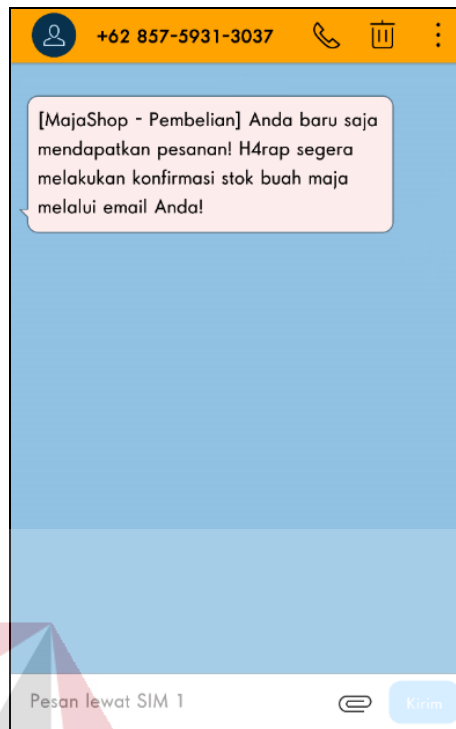 +62 857-5931-3037
[MajaShop - Pembelian] Anda baru saja
mendapatkan pesanan! H4rap segera
melakukan konfirmasi stok buah maja
melalui email Anda!
Pesan lewat SIM 1
Kirim